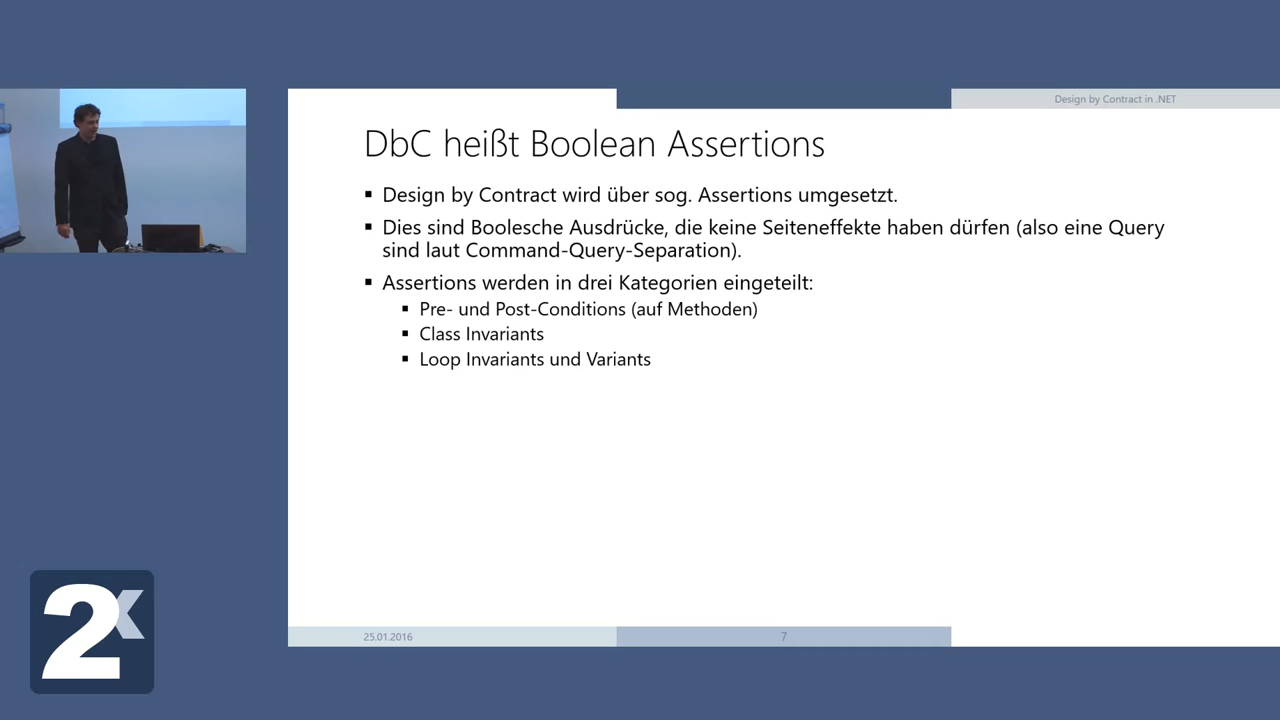 Design by Contract in .NET
DbC heißt Boolean Assertions
Design by Contract wird über sog. Assertions umgesetzt.
Dies sind Boolesche Ausdrücke, die keine Seiteneffekte haben dürfen (also eine Query
sind laut Command-Query-Separation).
Assertions werden in drei Kategorien eingeteilt:
Pre- und Post-Conditions (auf Methoden)
Class Invariants
Loop Invariants und Variants
25.01.2016
7
2x